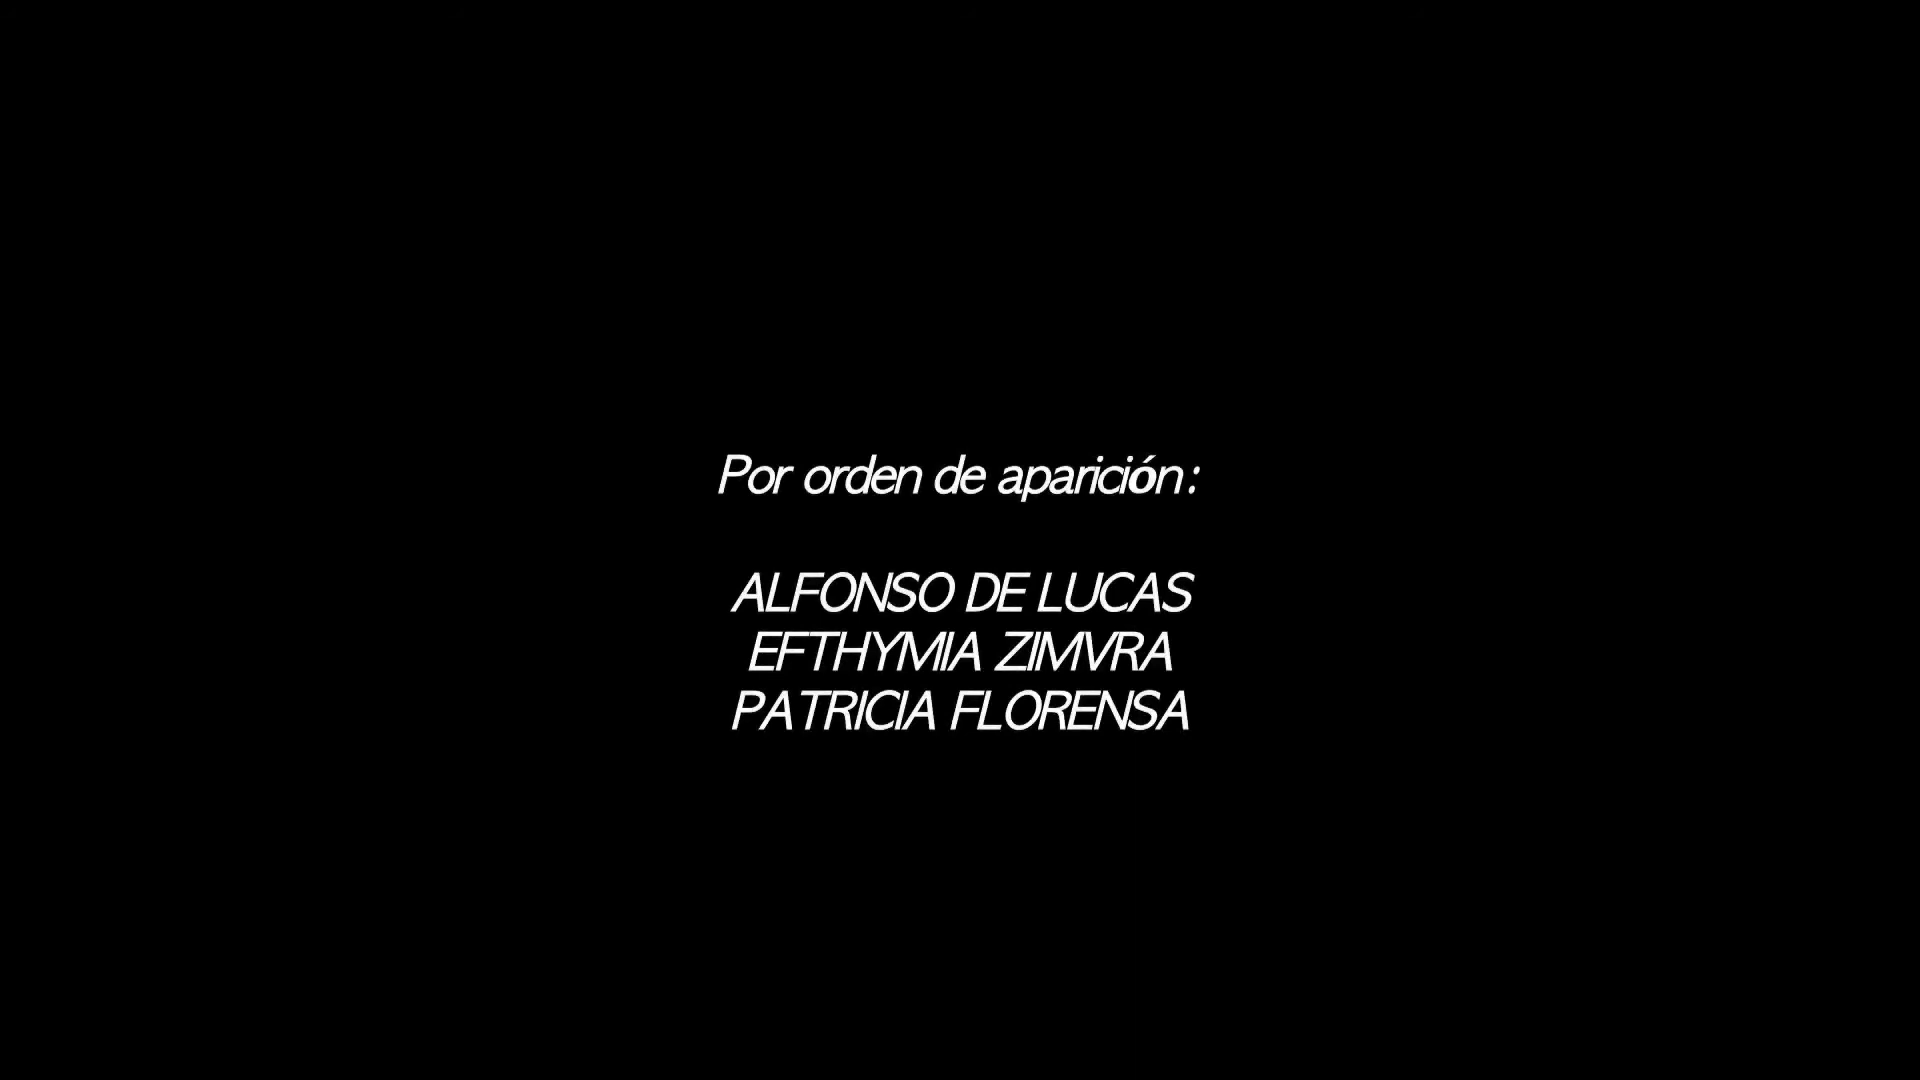 Por orden de aparición:
ALFONSO DE LUCAS
EFTHYMIA ZIMVRA
PATRICIA FLORENSA